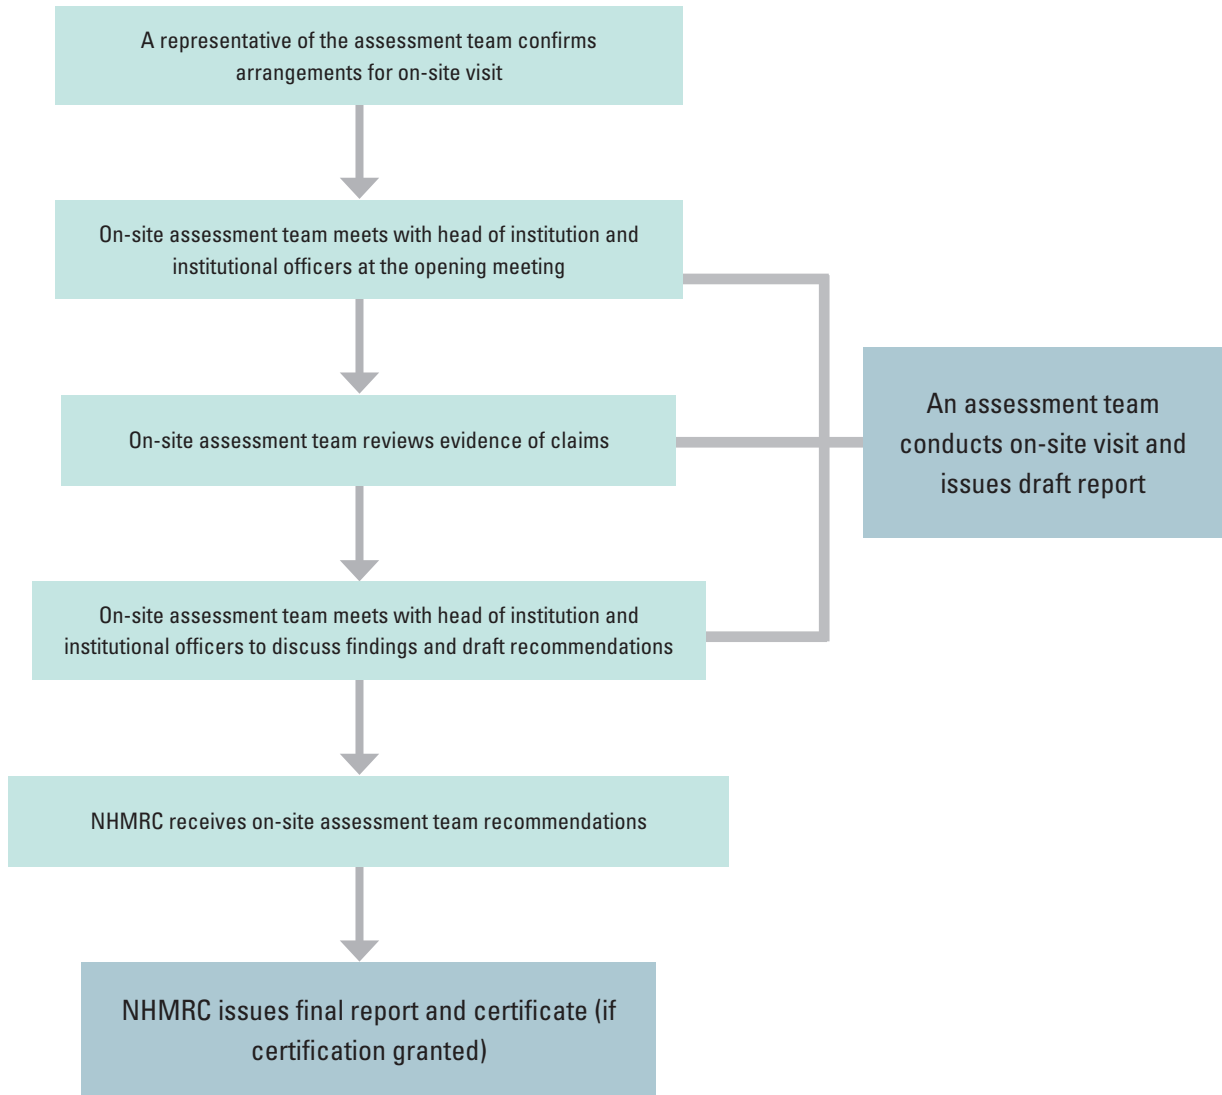 A representative of the assessment team confirms
arrangements for on-site visit
On-site assessment team meets with head of institution and
institutional officers at the opening meeting
On-site assessment team reviews evidence of claims
An assessment team
conducts on-site visit and
issues draft report
On-site assessment team meets with head of institution and
institutional officers to discuss findings and draft recommendations
NHMRC receives on-site assessment team recommendations
NHMRC issues final report and certificate (if
certification granted)